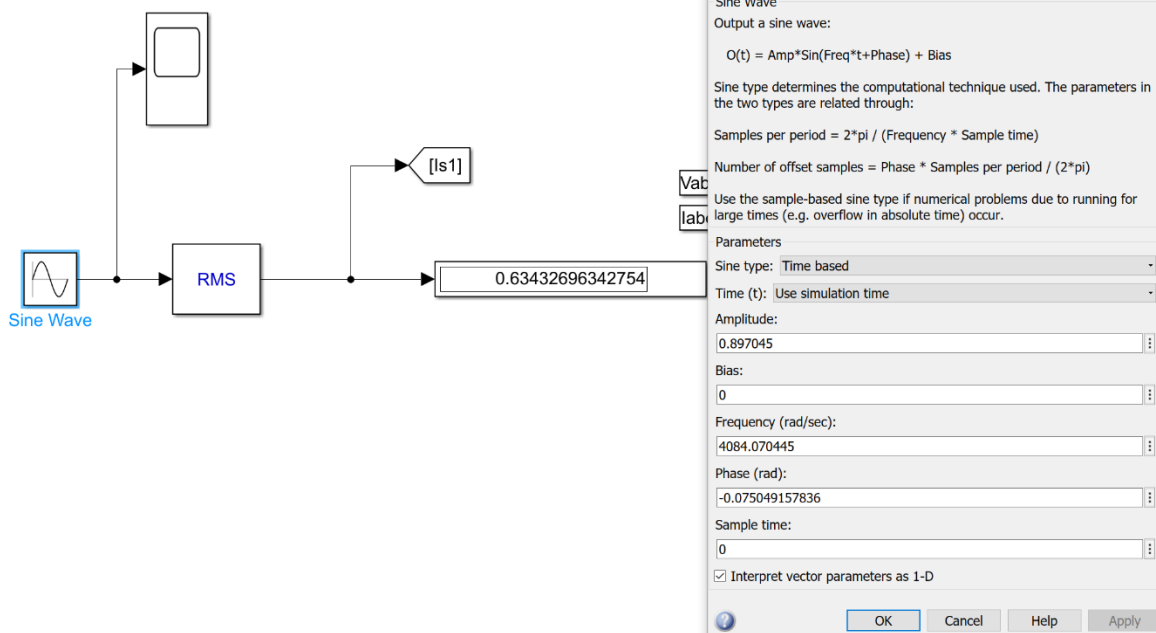 [Is1]
RMS
0.63432696342754
Sine Wave
Vab
Iabc
Sine Wave
Output a sine wave:
O(t) = Amp*Sin(Freq*t+Phase) + Bias
Sine type determines the computational technique used. The parameters in
the two types are related through:
Samples per period = 2*pi / (Frequency * Sample time)
Number of offset samples = Phase * Samples per period / (2*pi)
Use the sample-based sine type if numerical problems due to running for
large times (e.g. overflow in absolute time) occur.
Parameters
Sine type: Time based
Time (t): Use simulation time
Amplitude:
0.897045
Bias:
0
Frequency (rad/sec):
4084.070445
Phase (rad):
-0.075049157836
Sample time:
0
Interpret vector parameters as 1-D
OK Cancel Help Apply